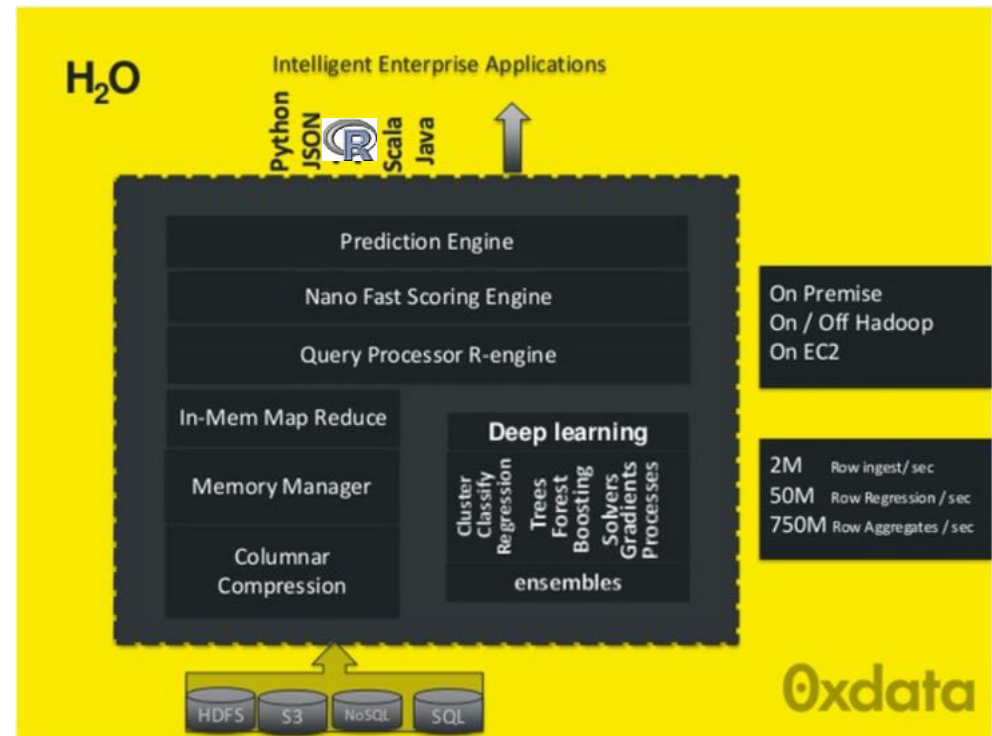 H2O
Intelligent Enterprise Applications
Python
JSON
R
Scala
Java
Prediction Engine
Nano Fast Scoring Engine
Query Processor R-engine
In-Mem Map Reduce
Memory Manager
Columnar
Compression
Deep learning
Cluster
Classify
Regression
Trees
Forest
Boosting
Solvers
Gradients
Processes
ensembles
On Premise
On / Off Hadoop
On EC2
2M Row ingest/ sec
50M Row Regression / sec
750M Row Aggregates / sec
HDFS
S3
NoSQL
SQL
0xdata